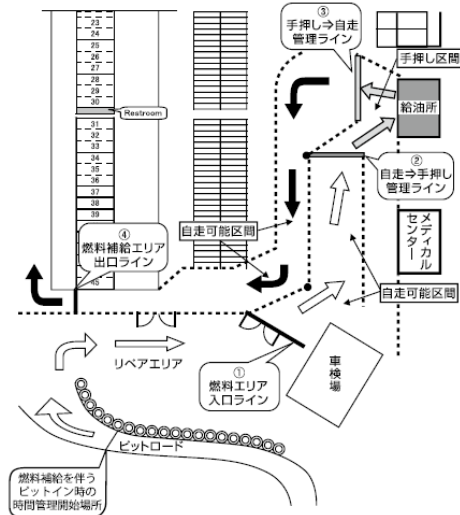 ③
手押し⇒自走
管理ライン
手押し区間
給油所
②
自走⇒手押し
管理ライン
メディカル
センター
23
24
25
26
27
28
29
30
Restroom
31
32
33
34
35
36
37
38
39
④
燃料補給エリア
出口ライン
45
自走可能区間
自走可能区間
リペアエリア
①
燃料エリア
入口ライン
車検場
ピットロード
燃料補給を伴う
ピットイン時の
時間管理開始場所